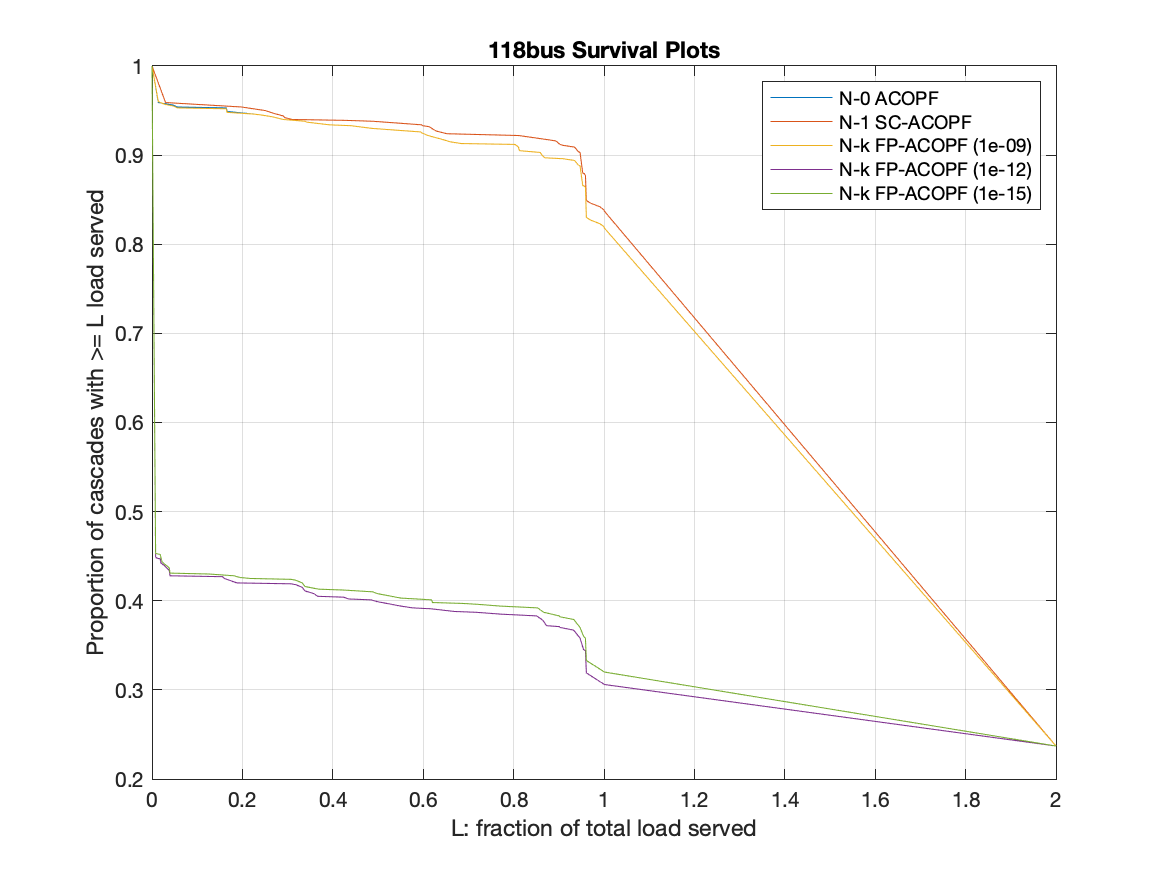 118bus Survival Plots
N-0 ACOPF
N-1 SC-ACOPF
N-k FP-ACOPF (1e-09)
N-k FP-ACOPF (1e-12)
N-k FP-ACOPF (1e-15)
Proportion of cascades with >= L load served
1
0.9
0.8
0.7
0.6
0.5
0.4
0.3
0.2
0 0.2 0.4 0.6 0.8 1 1.2 1.4 1.6 1.8 2
L: fraction of total load served